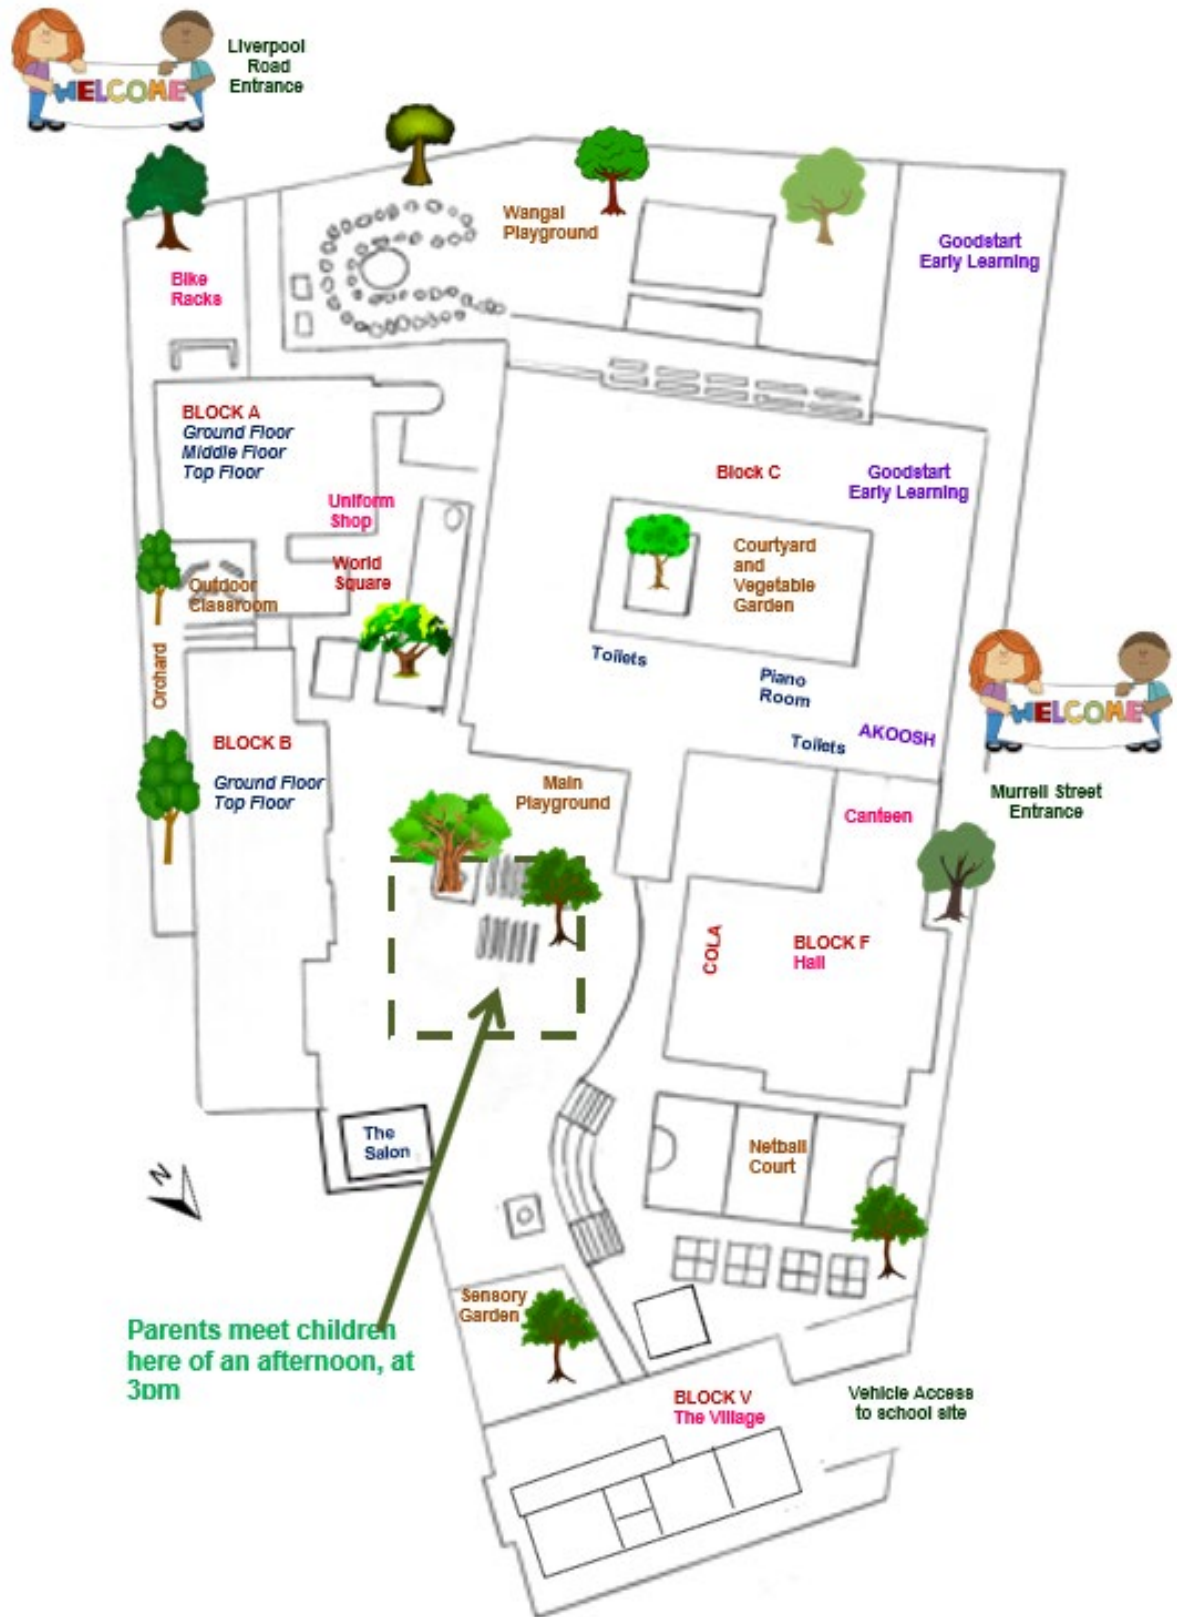 WELCOME
Liverpool
Road
Entrance
Wangal
Playground
Goodstart
Early Learning
Bike
Racks
BLOCK A
Ground Floor
Middle Floor
Top Floor
Block C
Goodstart
Early Learning
Uniform
Shop
World
Square
Courtyard
and
Vegetable
Garden
Outdoor
Classroom
Orchard
Toilets
Piano
Room
WELCOME
BLOCK B
Ground Floor
Top Floor
Toilets
AKOOSH
Main
Playground
Murrell Street
Entrance
Canteen
COLA
BLOCK F
Hall
The
Salon
Netball
Court
N
Sensory
Garden
Parents meet children
here of an afternoon, at
3pm
BLOCK V
The Village
Vehicle Access
to school site